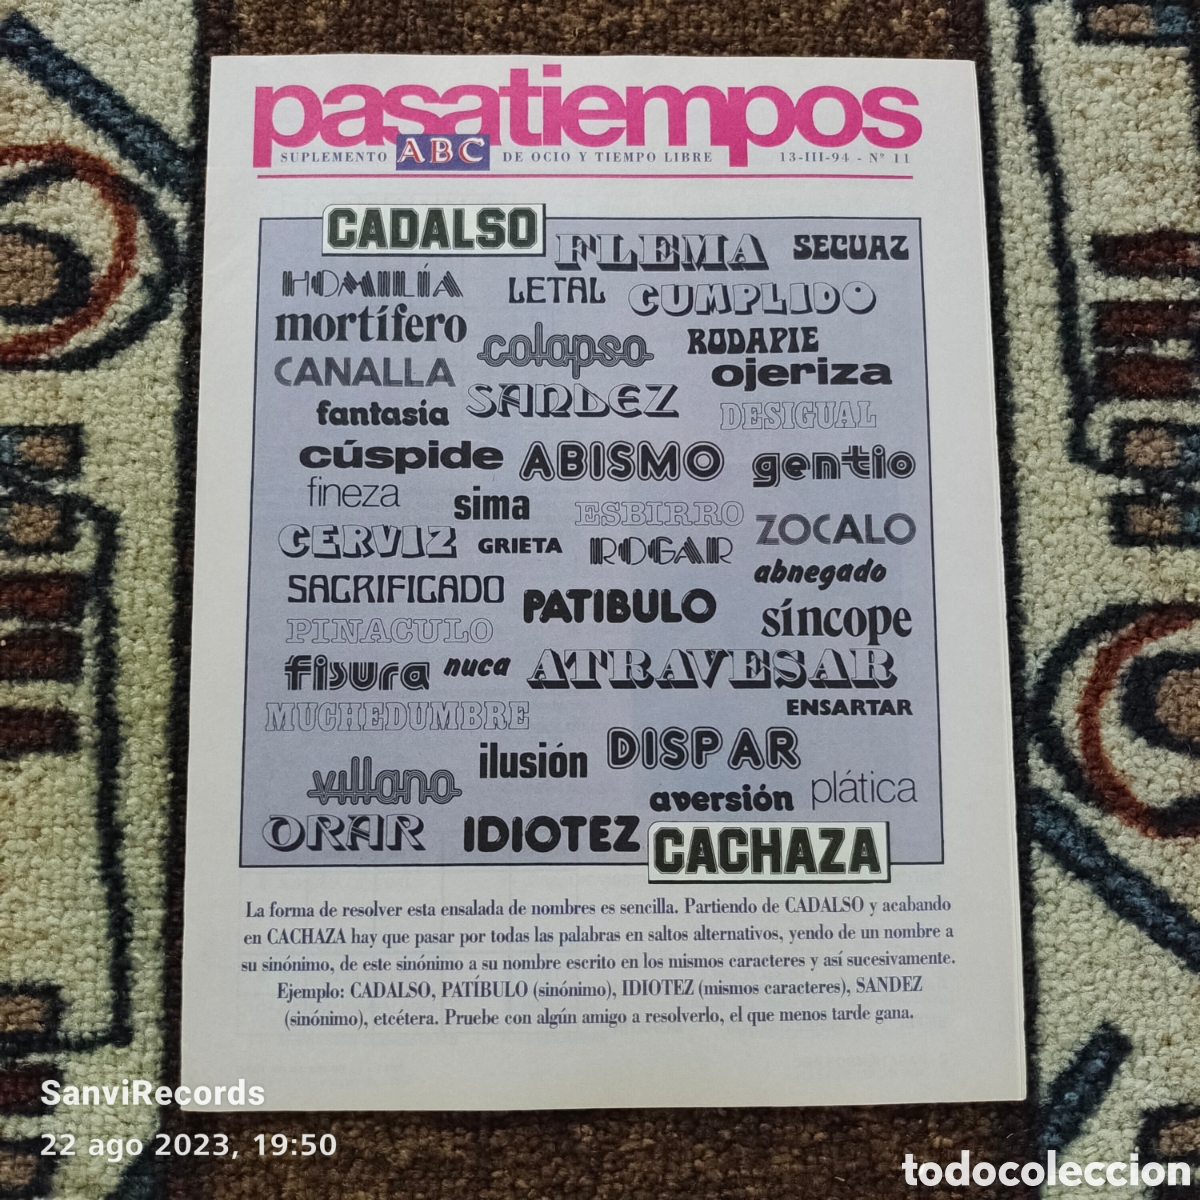 pasatiempos
SUPLEMENTO ABC DE OCIO Y TIEMPO LIBRE 13-III-94 - Nº 11
CADALSO
FLEMA SECUAZ
HOMILÍA LETAL CUMPLIDO
mortífero colapso RODAPIE
CANALLA ojeriza
fantasía SANDEZ DESIGUAL
cúspide ABISMO gentio
fineza sima ESBIRRO ZOCALO
CERVIZ GRIETA ROGAR
SACRIFICADO PATIBULO abnegado
PINACULO síncope
fisura nuca ATRAVESAR
MUCHEDUMBRE ENSARTAR
villano ilusión DISPAR
aversión plática
ORAR IDIOTEZ CACHAZA
La forma de resolver esta ensalada de nombres es sencilla. Partiendo de CADALSO y acabando
en CACHAZA hay que pasar por todas las palabras en saltos alternativos, yendo de un nombre a
su sinónimo, de este sinónimo a su nombre escrito en los mismos caracteres y así sucesivamente.
Ejemplo: CADALSO, PATÍBULO (sinónimo), IDIOTEZ (mismos caracteres), SANDEZ
(sinónimo), etcétera. Pruebe con algún amigo a resolverlo, el que menos tarde gana.
SanviRecords
22 ago 2023, 19:50
todocoleccion